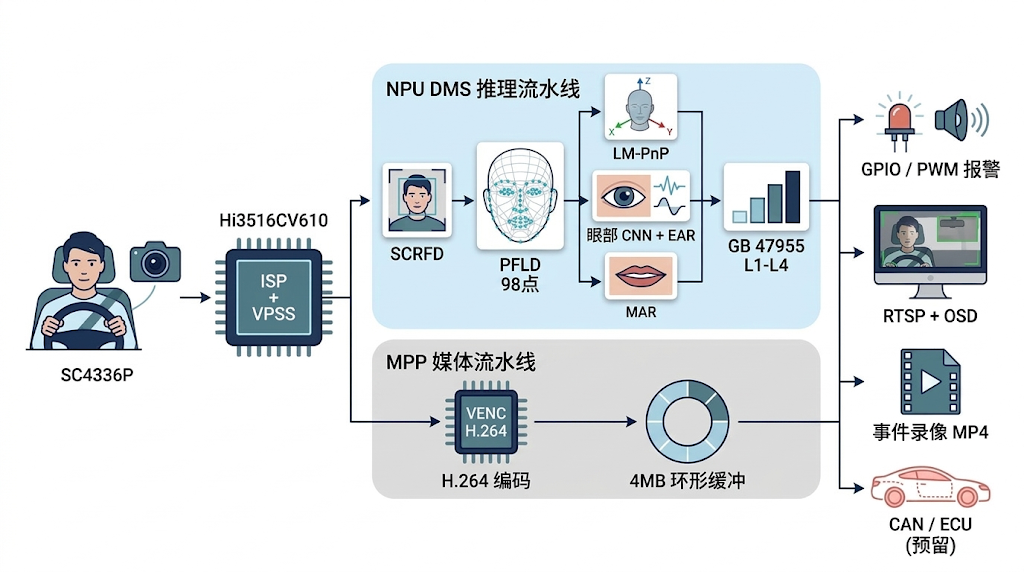 SC4336P
Hi3516CV610
ISP
+
VPSS
NPU DMS 推理流水线
SCRFD
PFLD
98点
Z
X
Y
LM-PnP
眼部 CNN + EAR
MAR
GB 47955
L1-L4
MPP 媒体流水线
VENC
H.264
H.264 编码
4MB 环形缓冲
GPIO / PWM 报警
RTSP + OSD
事件录像 MP4
CAN / ECU
(预留)